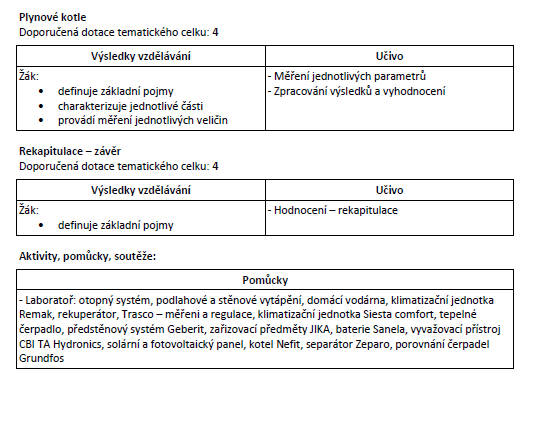 Plynové kotle
Doporučená dotace tematického celku: 4
Výsledky vzdělávání
Učivo
Žák:
• definuje základní pojmy
• charakterizuje jednotlivé části
• provádí měření jednotlivých veličin
- Měření jednotlivých parametrů
- Zpracování výsledků a vyhodnocení
Rekapitulace – závěr
Doporučená dotace tematického celku: 4
Výsledky vzdělávání
Učivo
Žák:
• definuje základní pojmy
- Hodnocení – rekapitulace
Aktivity, pomůcky, soutěže:
Pomůcky
- Laboratoř: otopný systém, podlahové a stěnové vytápění, domácí vodárna, klimatizační jednotka
Remak, rekuperátor, Trasco – měřeni a regulace, klimatizační jednotka Siesta comfort, tepelné
čerpadlo, předstěnový systém Geberit, zařizovací předměty JIKA, baterie Sanela, vyvažovací přístroj
CBI TA Hydronics, solární a fotovoltaický panel, kotel Nefit, separátor Zeparo, porovnání čerpadel
Grundfos